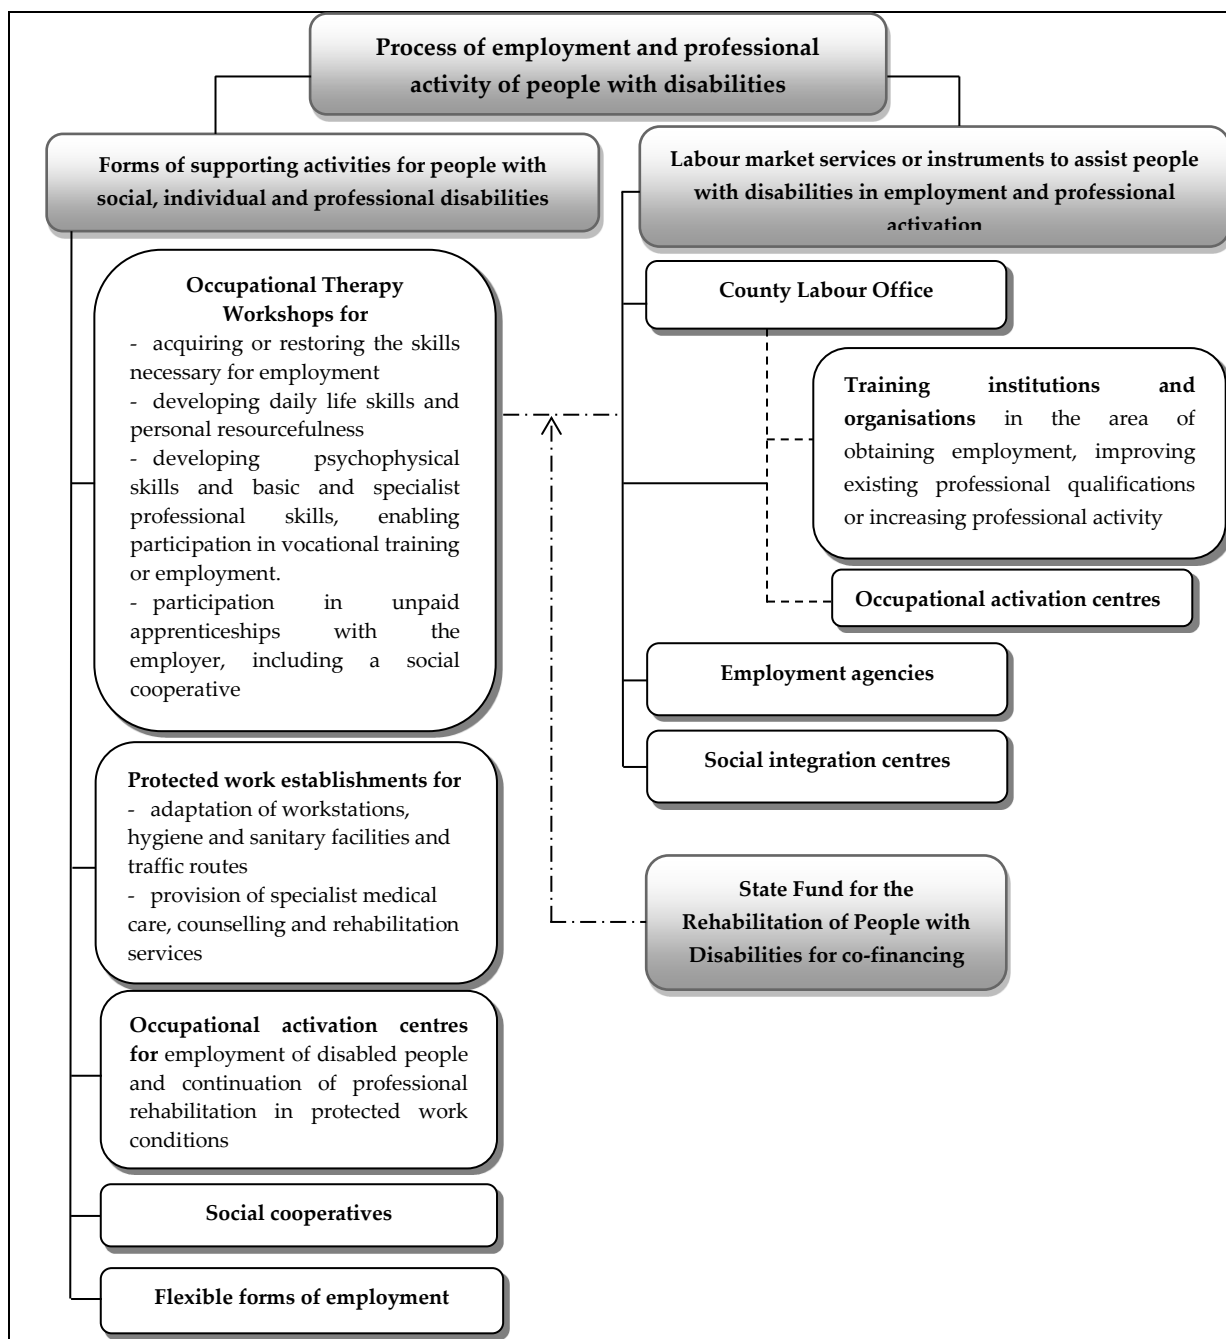 Process of employment and professional
activity of people with disabilities
Forms of supporting activities for people with
social, individual and professional disabilities
Occupational Therapy
Workshops for
- acquiring or restoring the skills
necessary for employment
- developing daily life skills and
personal resourcefulness
- developing psychophysical
skills and basic and specialist
professional skills, enabling
participation in vocational training
or employment.
- participation in unpaid
apprenticeships with the
employer, including a social
cooperative
Protected work establishments for
- adaptation of workstations,
hygiene and sanitary facilities and
traffic routes
- provision of specialist medical
care, counselling and rehabilitation
services
Occupational activation centres
for employment of disabled people
and continuation of professional
rehabilitation in protected work
conditions
Social cooperatives
Flexible forms of employment
Labour market services or instruments to assist people
with disabilities in employment and professional
activation
County Labour Office
Training institutions and
organisations in the area of
obtaining employment, improving
existing professional qualifications
or increasing professional activity
Occupational activation centres
Employment agencies
Social integration centres
State Fund for the
Rehabilitation of People with
Disabilities for co-financing